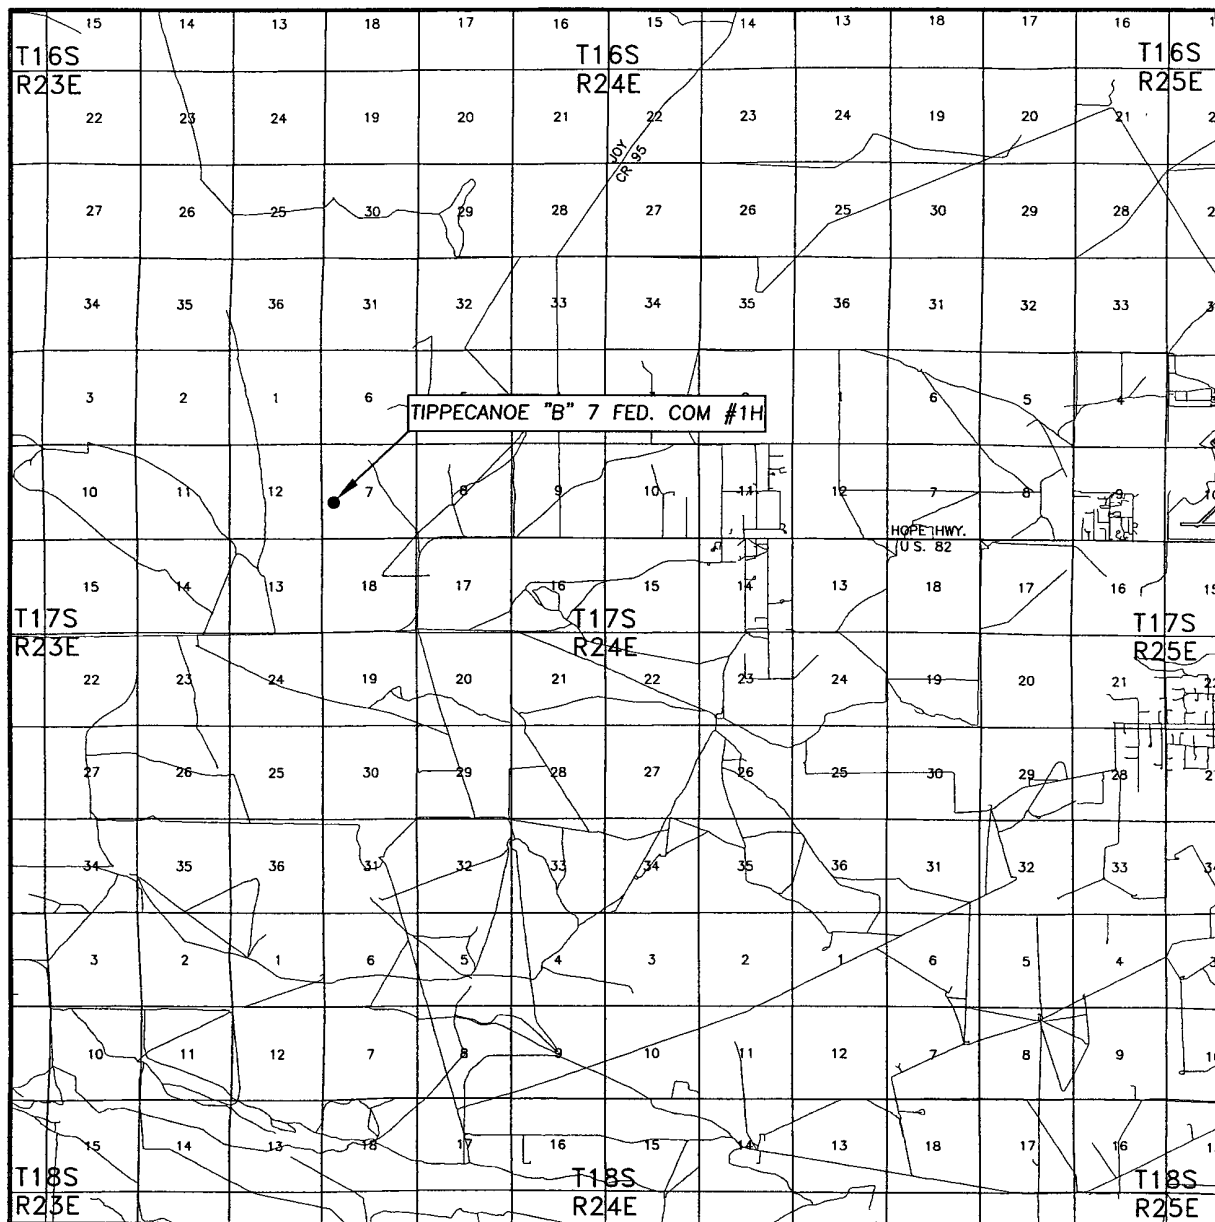 15 14 13 18 17 16 15 14 13 18 17 16
T16S T16S T16S
R23E R24E R25E
22 23 24 19 20 21 22 23 24 19 20 21
JOY
CR 95
27 26 25 30 29 28 27 26 25 30 29 28
34 35 36 31 32 33 34 35 36 31 32 33
3 2 1 6 1 6 5 4
TIPPECANOE "B" 7 FED. COM #1H
10 11 12 7 8 9 10 11 12 7 8 9 10
HOPE HWY.
U S. 82
15 14 13 18 17 16 15 14 13 18 17 16 15
T17S T17S T17S
R23E R24E R25E
22 23 24 19 20 21 22 23 24 19 20 21 22
27 26 25 30 29 28 27 26 25 30 29 28
34 35 36 31 32 33 34 35 36 31 32 33 34
3 2 1 6 5 4 3 2 1 6 5 4 3
10 11 12 7 8 9 10 11 12 7 8 9 10
15 14 13 18 17 16 15 14 13 18 17 16
T18S T18S T18S
R23E R24E R25E